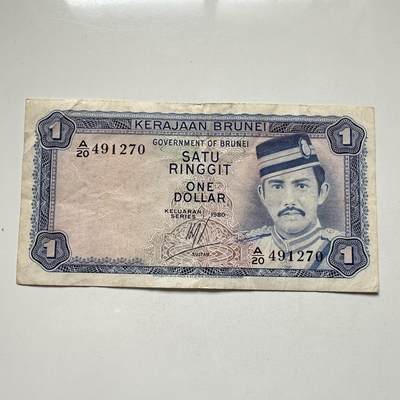 KERAJAAN BRUNEI
1 GOVERNMENT OF BRUNEI
A/20 491270
SATU
RINGGIT
ONE
DOLLAR
KELUARAN
SERIES 1980
SULTAN
A/20 491270
1 1